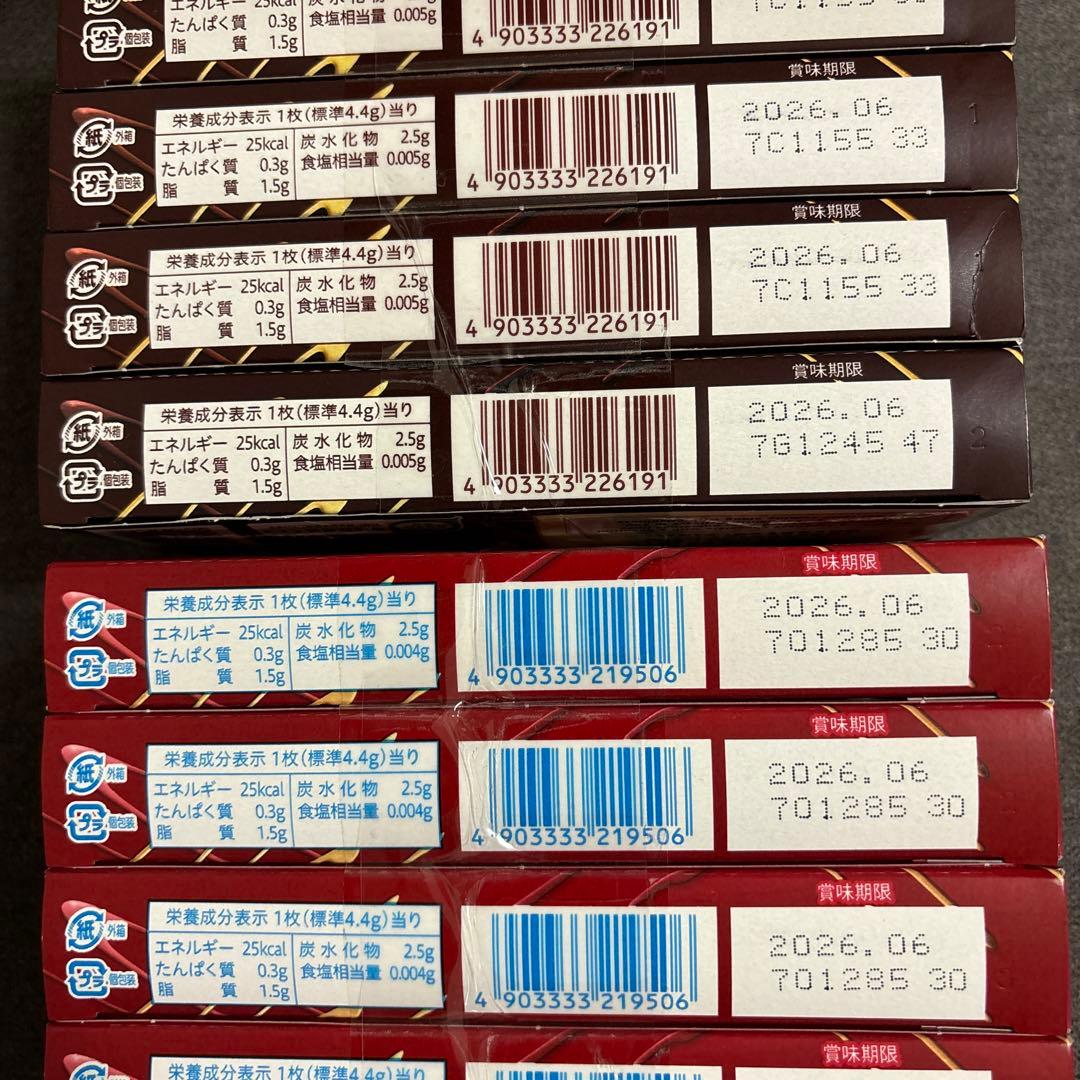 エネルギー 25kcal
たんぱく質 0.3g 食塩相当量 0.005g
脂質 1.5g
プラ 個包装
4 903333 226191
賞味期限
紙 外箱
プラ 個包装
栄養成分表示 1枚(標準4.4g)当り
エネルギー 25kcal 炭水化物 2.5g
たんぱく質 0.3g 食塩相当量 0.005g
脂質 1.5g
4 903333 226191
2026.06
7C1155 33
1
賞味期限
紙 外箱
プラ 個包装
栄養成分表示 1枚(標準4.4g)当り
エネルギー 25kcal 炭水化物 2.5g
たんぱく質 0.3g 食塩相当量 0.005g
脂質 1.5g
4 903333 226191
2026.06
7C1155 33
賞味期限
紙 外箱
プラ 個包装
栄養成分表示 1枚(標準4.4g)当り
エネルギー 25kcal 炭水化物 2.5g
たんぱく質 0.3g 食塩相当量 0.005g
脂質 1.5g
4 903333 226191
2026.06
7G1245 47
2
賞味期限
紙 外箱
プラ 個包装
栄養成分表示 1枚(標準4.4g)当り
エネルギー 25kcal 炭水化物 2.5g
たんぱく質 0.3g 食塩相当量 0.004g
脂質 1.5g
4 903333 219506
2026.06
701285 30
賞味期限
紙 外箱
プラ 個包装
栄養成分表示 1枚(標準4.4g)当り
エネルギー 25kcal 炭水化物 2.5g
たんぱく質 0.3g 食塩相当量 0.004g
脂質 1.5g
4 903333 219506
2026.06
701285 30
賞味期限
紙 外箱
プラ 個包装
栄養成分表示 1枚(標準4.4g)当り
エネルギー 25kcal 炭水化物 2.5g
たんぱく質 0.3g 食塩相当量 0.004g
脂質 1.5g
4 903333 219506
2026.06
701285 30
賞味期限
紙
栄養成分表示 1枚(標準4.4g)当り